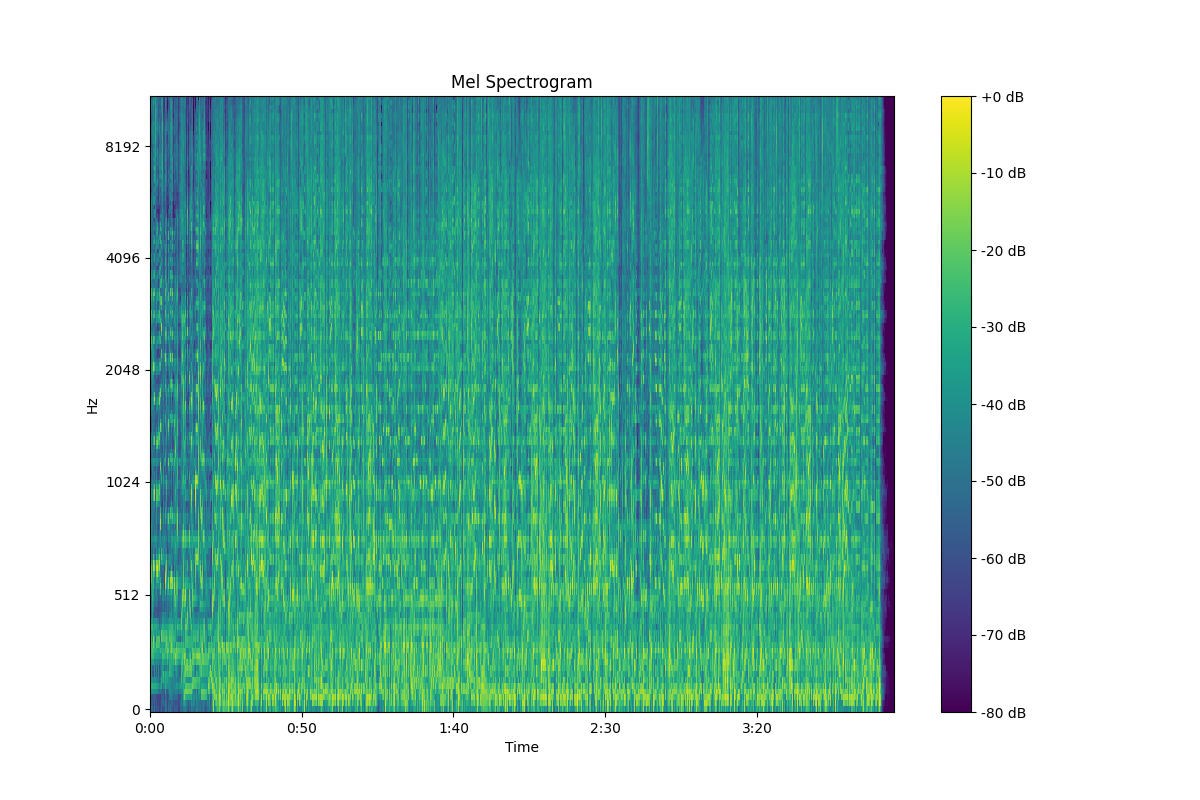 Mel Spectrogram
8192
4096
2048
1024
512
0
Hz
0:00
0:50
1:40
2:30
3:20
Time
+0 dB
-10 dB
-20 dB
-30 dB
-40 dB
-50 dB
-60 dB
-70 dB
-80 dB